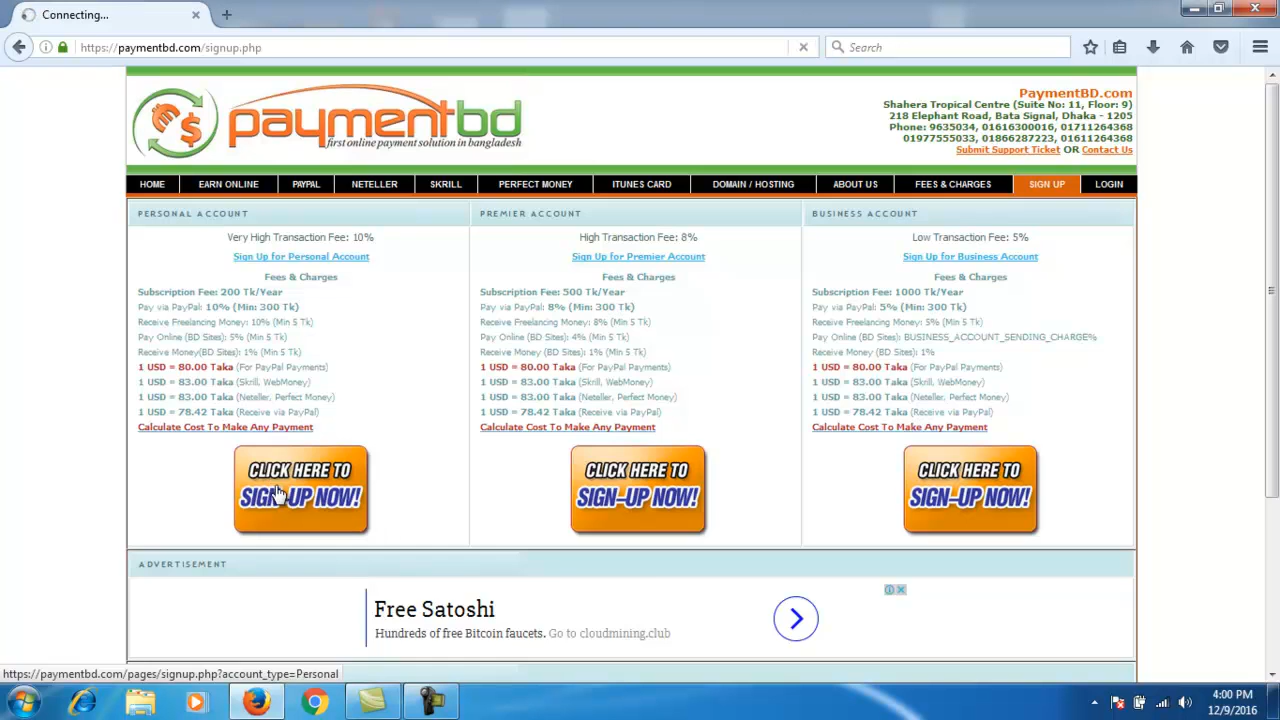 Connecting...
https://paymentbd.com/signup.php
Search
paymentbd
first online payment solution in bangladesh
PaymentBD.com
Shahera Tropical Centre (Suite No: 11, Floor: 9)
218 Elephant Road, Bata Signal, Dhaka - 1205
Phone: 9635034, 01616300016, 01711264368
01977555033, 01866287223, 01611264368
Submit Support Ticket OR Contact Us
HOME EARN ONLINE PAYPAL NETELLER SKRILL PERFECT MONEY ITUNES CARD DOMAIN / HOSTING ABOUT US FEES & CHARGES SIGN UP LOGIN
PERSONAL ACCOUNT
Very High Transaction Fee: 10%
Sign Up for Personal Account
Fees & Charges
Subscription Fee: 200 Tk/Year
Pay via PayPal: 10% (Min: 300 Tk)
Receive Freelancing Money: 10% (Min 5 Tk)
Pay Online (BD Sites): 5% (Min 5 Tk)
Receive Money(BD Sites): 1% (Min 5 Tk)
1 USD = 80.00 Taka (For PayPal Payments)
1 USD = 83.00 Taka (Skrill, WebMoney)
1 USD = 83.00 Taka (Neteller, Perfect Money)
1 USD = 78.42 Taka (Receive via PayPal)
Calculate Cost To Make Any Payment
CLICK HERE TO
SIGN-UP NOW!
PREMIER ACCOUNT
High Transaction Fee: 8%
Sign Up for Premier Account
Fees & Charges
Subscription Fee: 500 Tk/Year
Pay via PayPal: 8% (Min: 300 Tk)
Receive Freelancing Money: 8% (Min 5 Tk)
Pay Online (BD Sites): 4% (Min 5 Tk)
Receive Money (BD Sites): 1% (Min 5 Tk)
1 USD = 80.00 Taka (For PayPal Payments)
1 USD = 83.00 Taka (Skrill, WebMoney)
1 USD = 83.00 Taka (Neteller, Perfect Money)
1 USD = 78.42 Taka (Receive via PayPal)
Calculate Cost To Make Any Payment
CLICK HERE TO
SIGN-UP NOW!
BUSINESS ACCOUNT
Low Transaction Fee: 5%
Sign Up for Business Account
Fees & Charges
Subscription Fee: 1000 Tk/Year
Pay via PayPal: 5% (Min: 300 Tk)
Receive Freelancing Money: 5% (Min 5 Tk)
Pay Online (BD Sites): BUSINESS_ACCOUNT_SENDING_CHARGE%
Receive Money (BD Sites): 1%
1 USD = 80.00 Taka (For PayPal Payments)
1 USD = 83.00 Taka (Skrill, WebMoney)
1 USD = 83.00 Taka (Neteller, Perfect Money)
1 USD = 78.42 Taka (Receive via PayPal)
Calculate Cost To Make Any Payment
CLICK HERE TO
SIGN-UP NOW!
ADVERTISEMENT
Free Satoshi
Hundreds of free Bitcoin faucets. Go to cloudmining.club
https://paymentbd.com/pages/signup.php?account_type=Personal
4:00 PM
12/9/2016